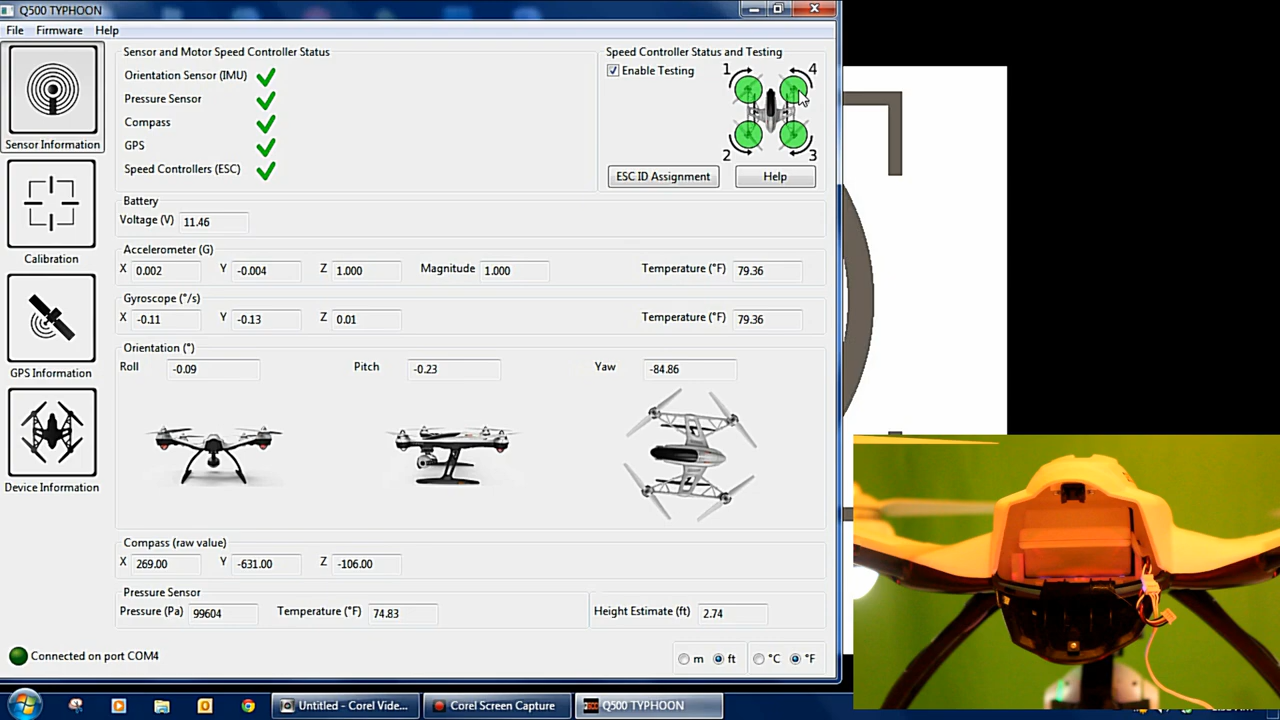 Q500 TYPHOON
File Firmware Help
Sensor Information
Calibration
GPS Information
Device Information
Sensor and Motor Speed Controller Status
Orientation Sensor (IMU)
Pressure Sensor
Compass
GPS
Speed Controllers (ESC)
Speed Controller Status and Testing
Enable Testing
1 4
2 3
ESC ID Assignment Help
Battery
Voltage (V) 11.46
Accelerometer (G)
X 0.002 Y -0.004 Z 1.000 Magnitude 1.000 Temperature (°F) 79.36
Gyroscope (°/s)
X -0.11 Y -0.13 Z 0.01 Temperature (°F) 79.36
Orientation (°)
Roll -0.09 Pitch -0.23 Yaw -84.86
Compass (raw value)
X 269.00 Y -631.00 Z -106.00
Pressure Sensor
Pressure (Pa) 99604 Temperature (°F) 74.83 Height Estimate (ft) 2.74
Connected on port COM4
m ft °C °F
Untitled - Corel Vide... Corel Screen Capture Q500 TYPHOON